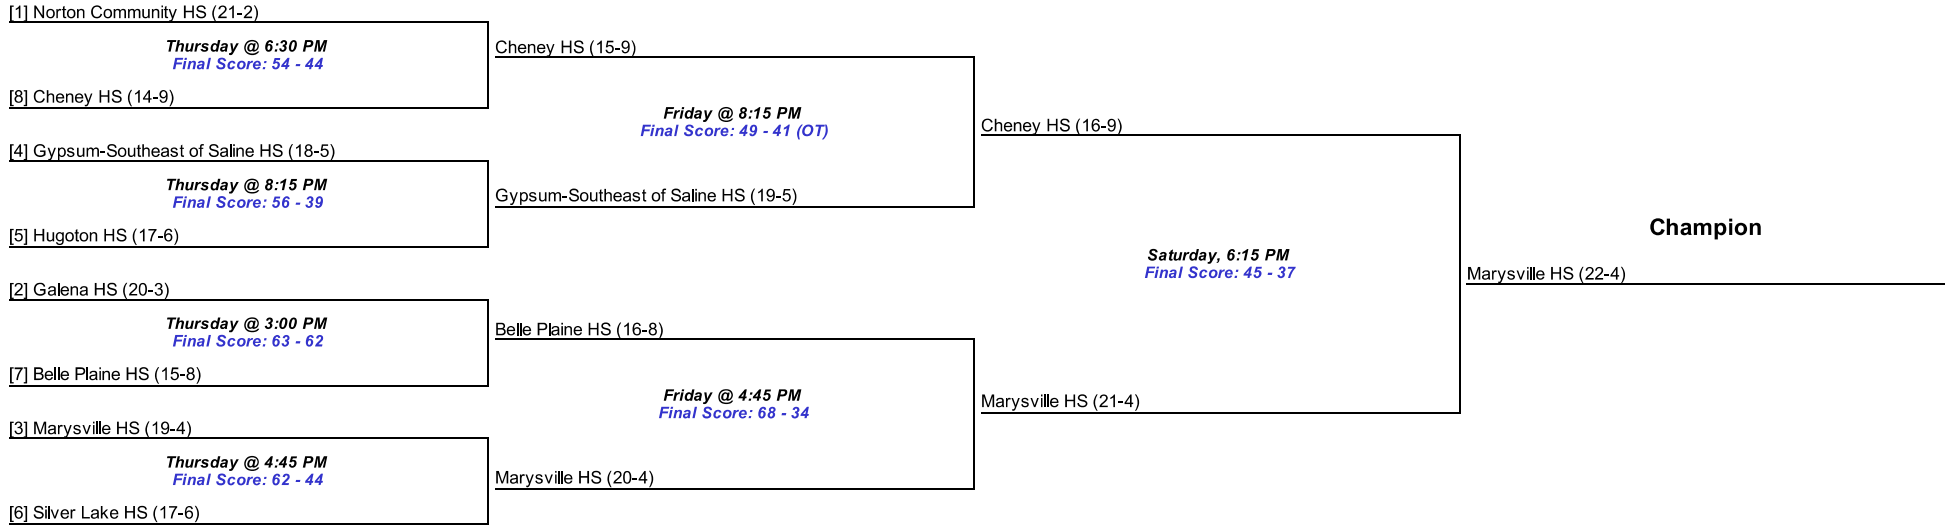 [1] Norton Community HS (21-2)
Thursday @ 6:30 PM
Final Score: 54 - 44
[8] Cheney HS (14-9)
[4] Gypsum-Southeast of Saline HS (18-5)
Thursday @ 8:15 PM
Final Score: 56 - 39
[5] Hugoton HS (17-6)
[2] Galena HS (20-3)
Thursday @ 3:00 PM
Final Score: 63 - 62
[7] Belle Plaine HS (15-8)
[3] Marysville HS (19-4)
Thursday @ 4:45 PM
Final Score: 62 - 44
[6] Silver Lake HS (17-6)
Cheney HS (15-9)
Friday @ 8:15 PM
Final Score: 49 - 41 (OT)
Gypsum-Southeast of Saline HS (19-5)
Belle Plaine HS (16-8)
Friday @ 4:45 PM
Final Score: 68 - 34
Marysville HS (20-4)
Cheney HS (16-9)
Saturday, 6:15 PM
Final Score: 45 - 37
Marysville HS (21-4)
Champion
Marysville HS (22-4)